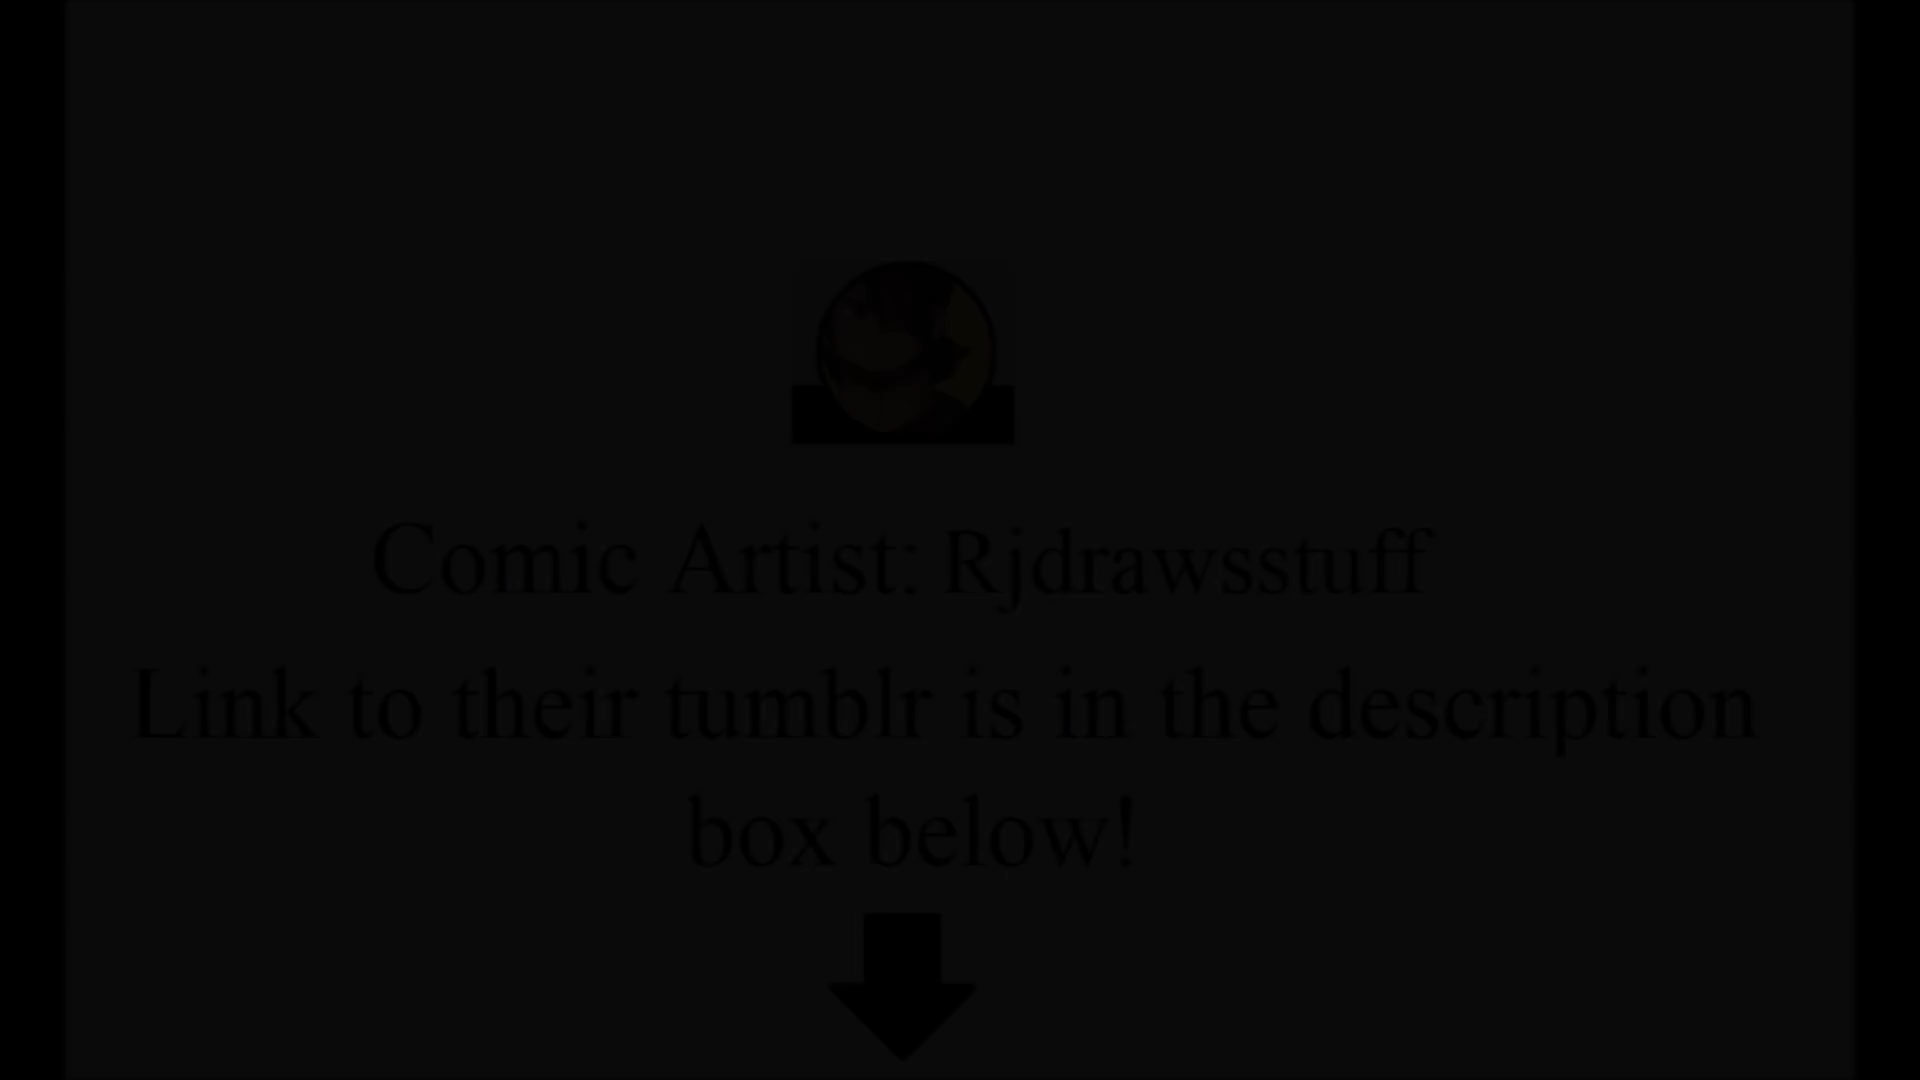 Comic Artist: Rjdrawsstuff
Link to their tumblr is in the description
box below!